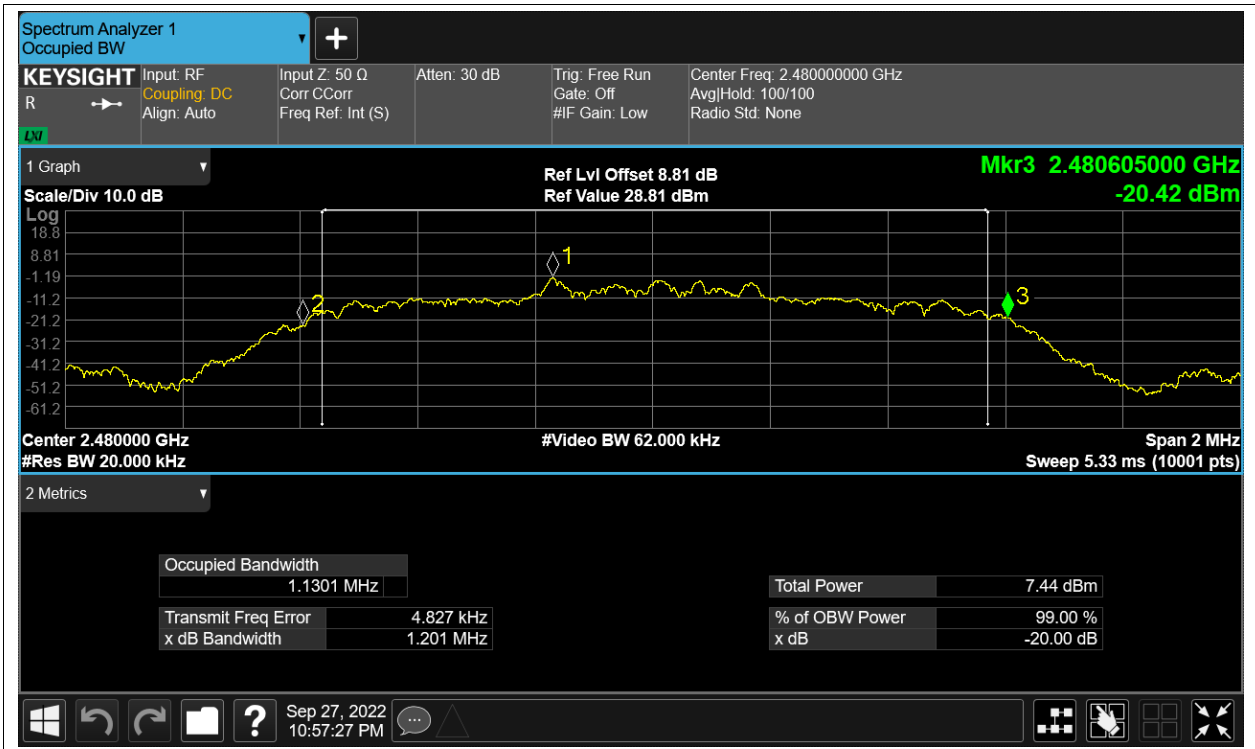 Spectrum Analyzer 1
Occupied BW
+
KEYSIGHT Input: RF Input Z: 50 Ω Atten: 30 dB Trig: Free Run Center Freq: 2.480000000 GHz
R Coupling: DC Corr CCorr Gate: Off Avg|Hold: 100/100
Align: Auto Freq Ref: Int (S) #IF Gain: Low Radio Std: None
LXI
1 Graph
Ref Lvl Offset 8.81 dB Mkr3 2.480605000 GHz
Scale/Div 10.0 dB Ref Value 28.81 dBm -20.42 dBm
Log
18.8
8.81
-1.19
-11.2
-21.2
-31.2
-41.2
-51.2
-61.2
1
2
3
Center 2.480000 GHz #Video BW 62.000 kHz Span 2 MHz
#Res BW 20.000 kHz Sweep 5.33 ms (10001 pts)
2 Metrics
Occupied Bandwidth
1.1301 MHz Total Power 7.44 dBm
Transmit Freq Error 4.827 kHz % of OBW Power 99.00 %
x dB Bandwidth 1.201 MHz x dB -20.00 dB
? Sep 27, 2022
10:57:27 PM